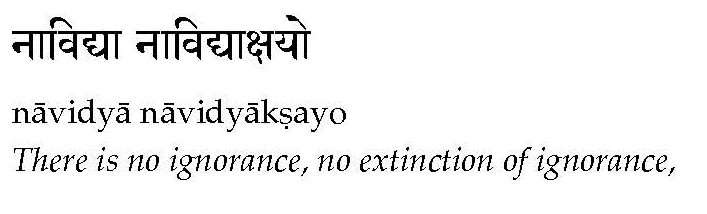 नाविद्या नाविद्याक्षयो
nāvidyā nāvidyākṣayo
There is no ignorance, no extinction of ignorance,